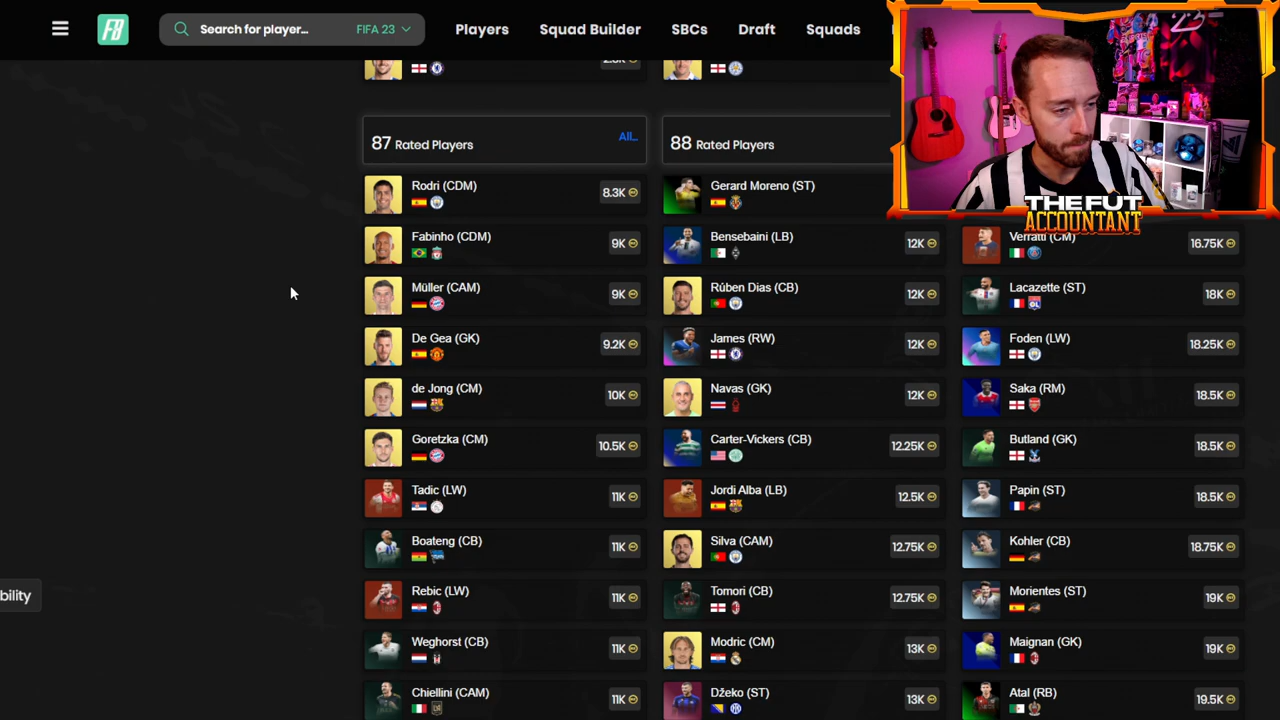 F8
Search for player...
FIFA 23
Players
Squad Builder
SBCs
Draft
Squads
87 Rated Players
All...
Rodri (CDM)
8.3K
Fabinho (CDM)
9K
Müller (CAM)
9K
De Gea (GK)
9.2K
de Jong (CM)
10K
Goretzka (CM)
10.5K
Tadic (LW)
11K
Boateng (CB)
11K
Rebic (LW)
11K
Weghorst (CB)
11K
Chiellini (CAM)
11K
88 Rated Players
Gerard Moreno (ST)
Bensebaini (LB)
12K
Rúben Dias (CB)
12K
James (RW)
12K
Navas (GK)
12K
Carter-Vickers (CB)
12.25K
Jordi Alba (LB)
12.5K
Silva (CAM)
12.75K
Tomori (CB)
12.75K
Modric (CM)
13K
Džeko (ST)
13K
Verratti (CM)
16.75K
Lacazette (ST)
18K
Foden (LW)
18.25K
Saka (RM)
18.5K
Butland (GK)
18.5K
Papin (ST)
18.5K
Kohler (CB)
18.75K
Morientes (ST)
19K
Maignan (GK)
19K
Atal (RB)
19.5K
THE FUT
ACCOUNTANT
bility